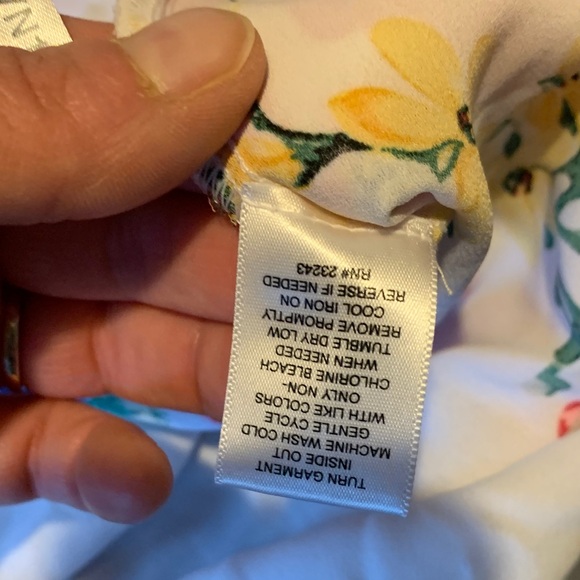 TURN GARMENT
INSIDE OUT
MACHINE WASH COLD
GENTLE CYCLE
WITH LIKE COLORS
ONLY NON-
CHLORINE BLEACH
WHEN NEEDED
TUMBLE DRY LOW
REMOVE PROMPTLY
COOL IRON ON
REVERSE IF NEEDED
RN# 23243